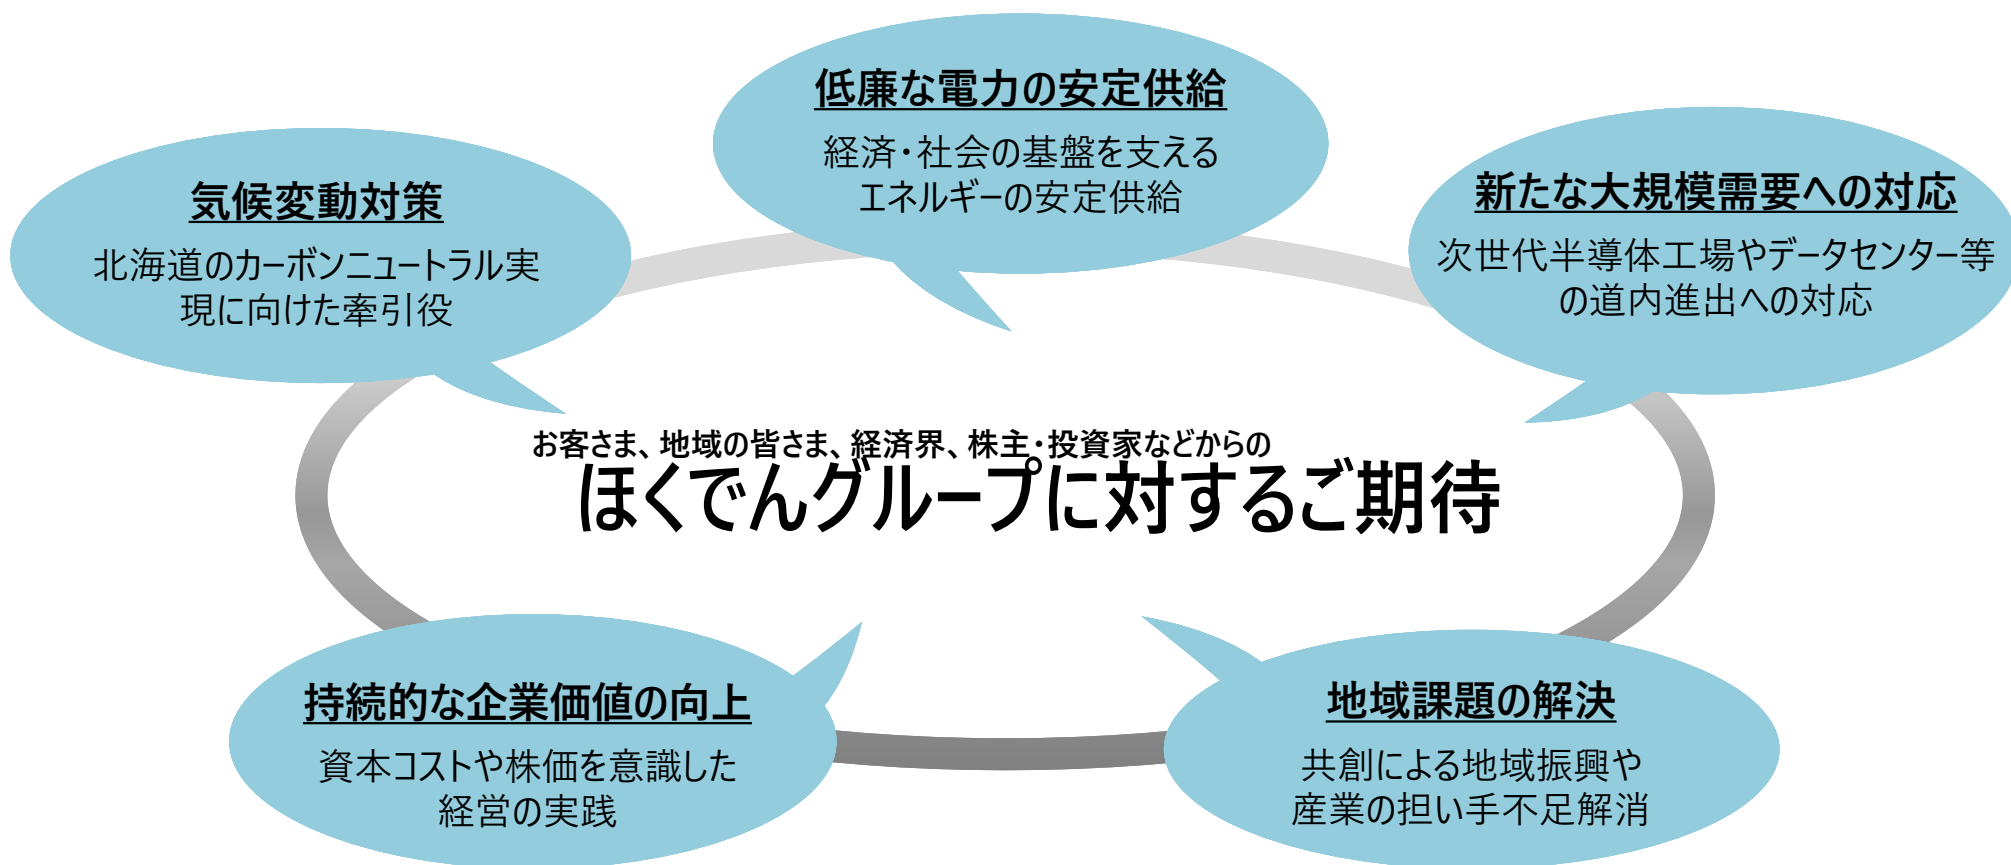 低廉な電力の安定供給
経済・社会の基盤を支える
エネルギーの安定供給
気候変動対策
北海道のカーボンニュートラル実
現に向けた牽引役
新たな大規模需要への対応
次世代半導体工場やデータセンター等
の道内進出への対応
お客さま、地域の皆さま、経済界、株主・投資家などからの
ほくでんグループに対するご期待
持続的な企業価値の向上
資本コストや株価を意識した
経営の実践
地域課題の解決
共創による地域振興や
産業の担い手不足解消